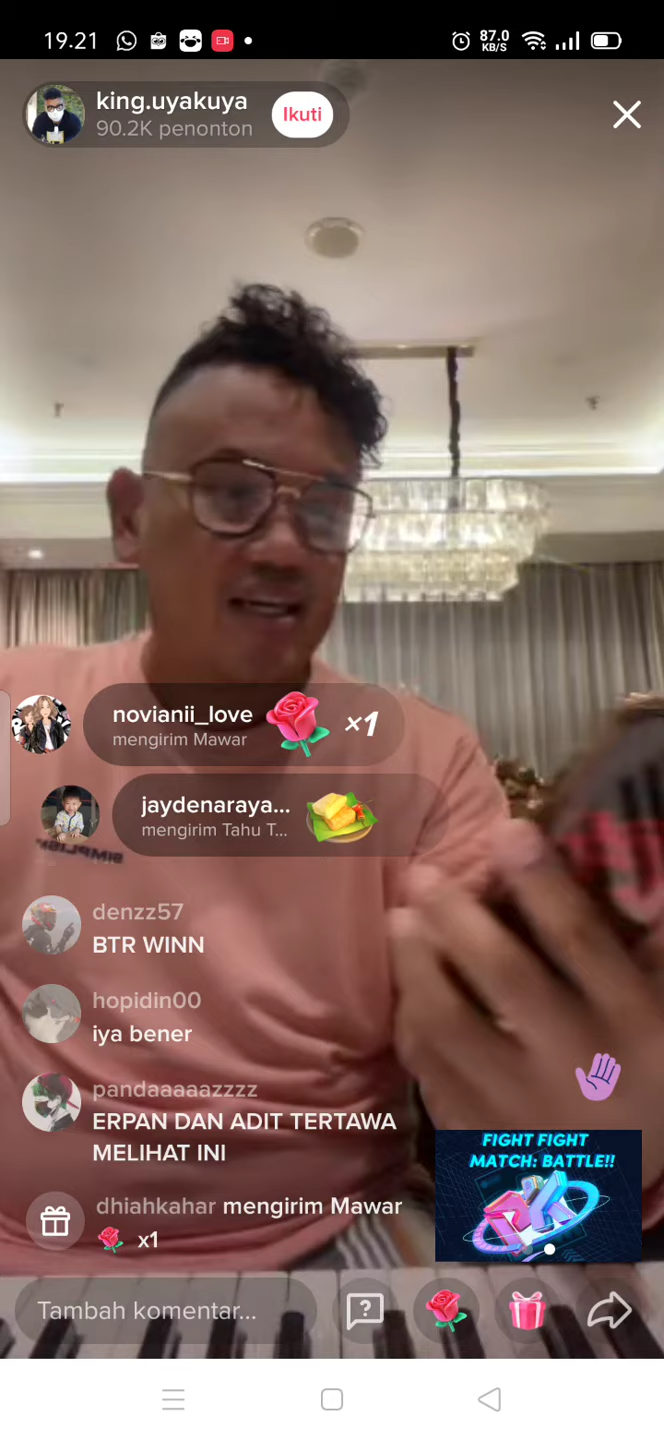 19.21
87.0
KB/S
king.uyakuya
90.2K penonton
Ikuti
novianii_love
mengirim Mawar
×1
jaydenaraya...
mengirim Tahu T...
denzz57
BTR WINN
hopidin00
iya bener
pandaaaaazzzz
ERPAN DAN ADIT TERTAWA
MELIHAT INI
dhiahkahar mengirim Mawar
x1
FIGHT FIGHT
MATCH: BATTLE!!
Tambah komentar...